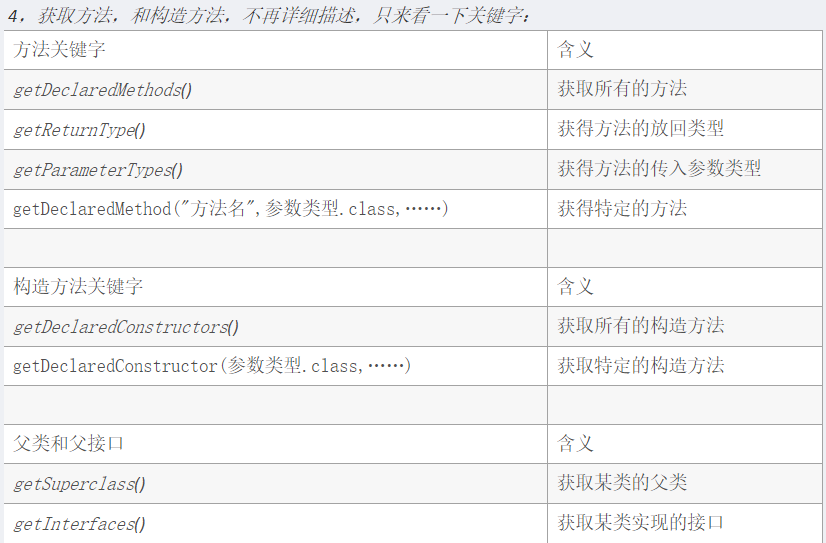 4，获取方法，和构造方法，不再详细描述，只来看一下关键字：
方法关键字 含义
getDeclaredMethods() 获取所有的方法
getReturnType() 获得方法的放回类型
getParameterTypes() 获得方法的传入参数类型
getDeclaredMethod("方法名",参数类型.class,……) 获得特定的方法
构造方法关键字 含义
getDeclaredConstructors() 获取所有的构造方法
getDeclaredConstructor(参数类型.class,……) 获取特定的构造方法
父类和父接口 含义
getSuperclass() 获取某类的父类
getInterfaces() 获取某类实现的接口